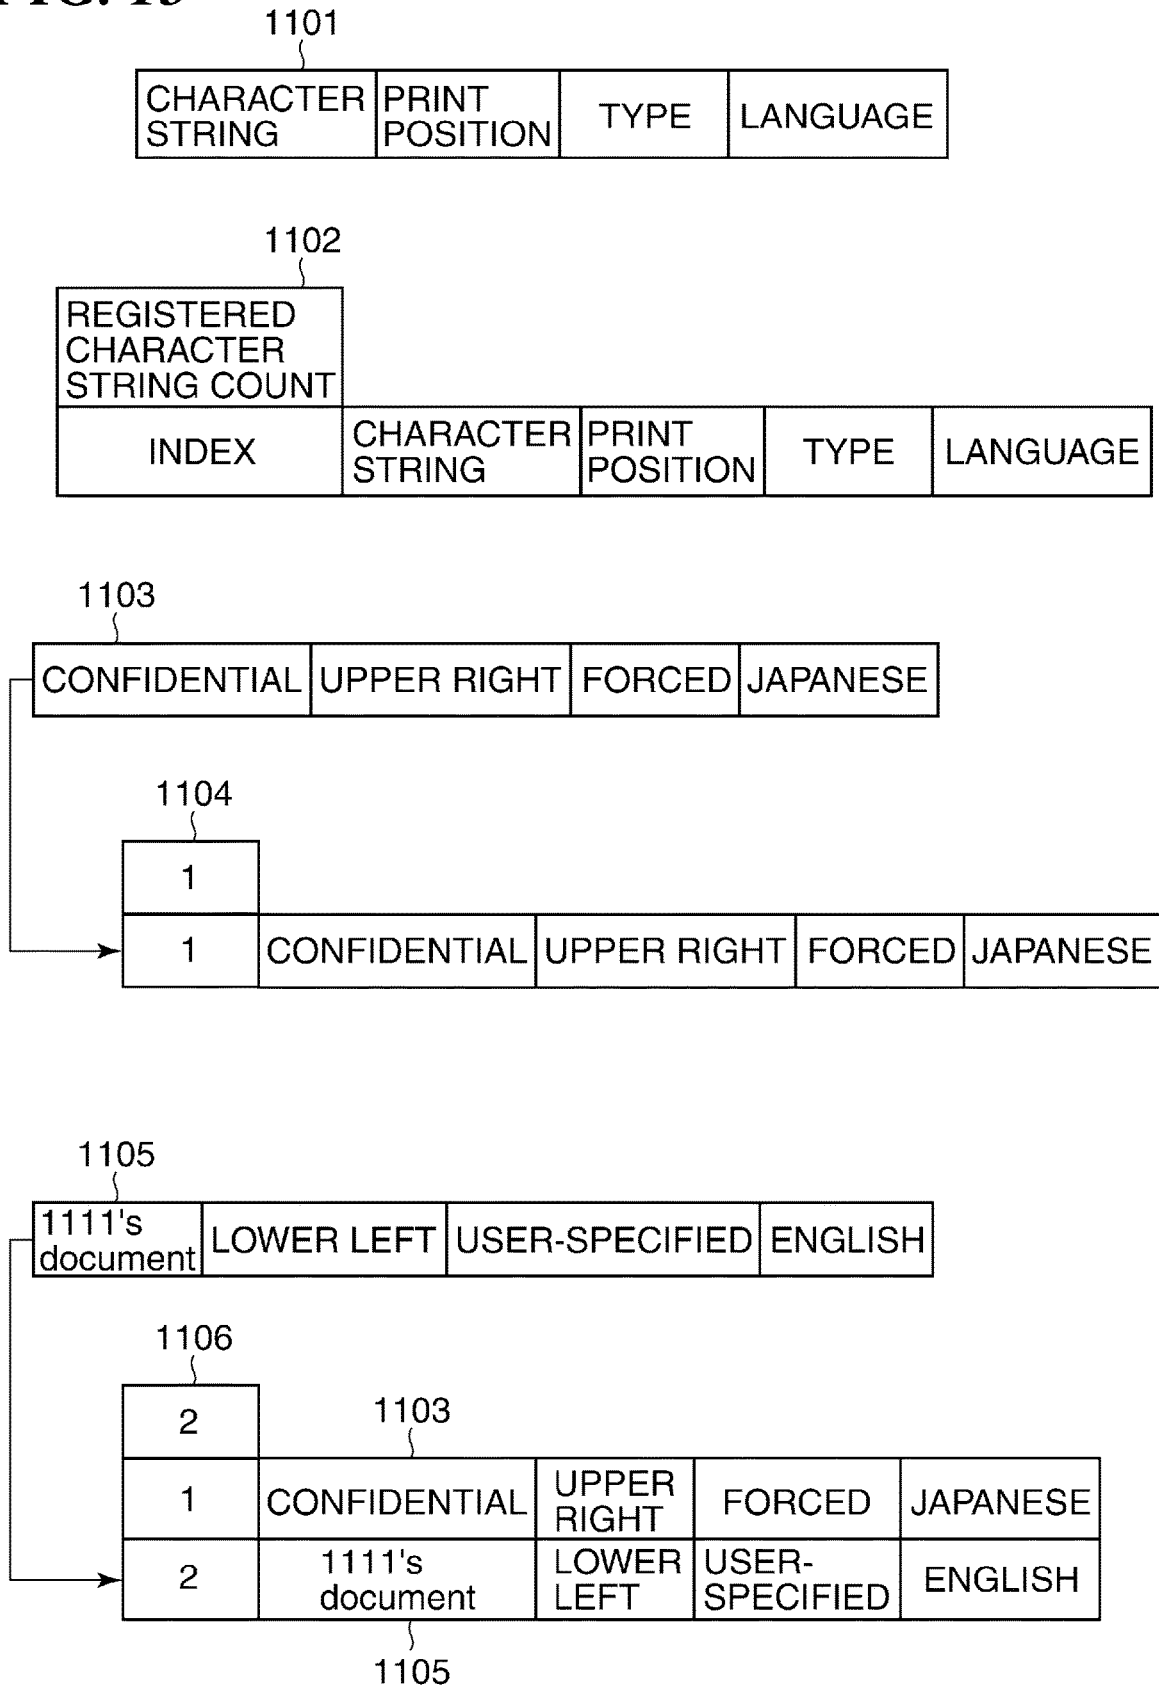 1101
CHARACTER PRINT TYPE LANGUAGE
STRING POSITION
1102
REGISTERED
CHARACTER
STRING COUNT
INDEX CHARACTER PRINT TYPE LANGUAGE
STRING POSITION
1103
CONFIDENTIAL UPPER RIGHT FORCED JAPANESE
1104
1
1 CONFIDENTIAL UPPER RIGHT FORCED JAPANESE
1105
1111's LOWER LEFT USER-SPECIFIED ENGLISH
document
1106
2
1103
1 CONFIDENTIAL UPPER FORCED JAPANESE
RIGHT
2 1111's LOWER USER- ENGLISH
document LEFT SPECIFIED
1105